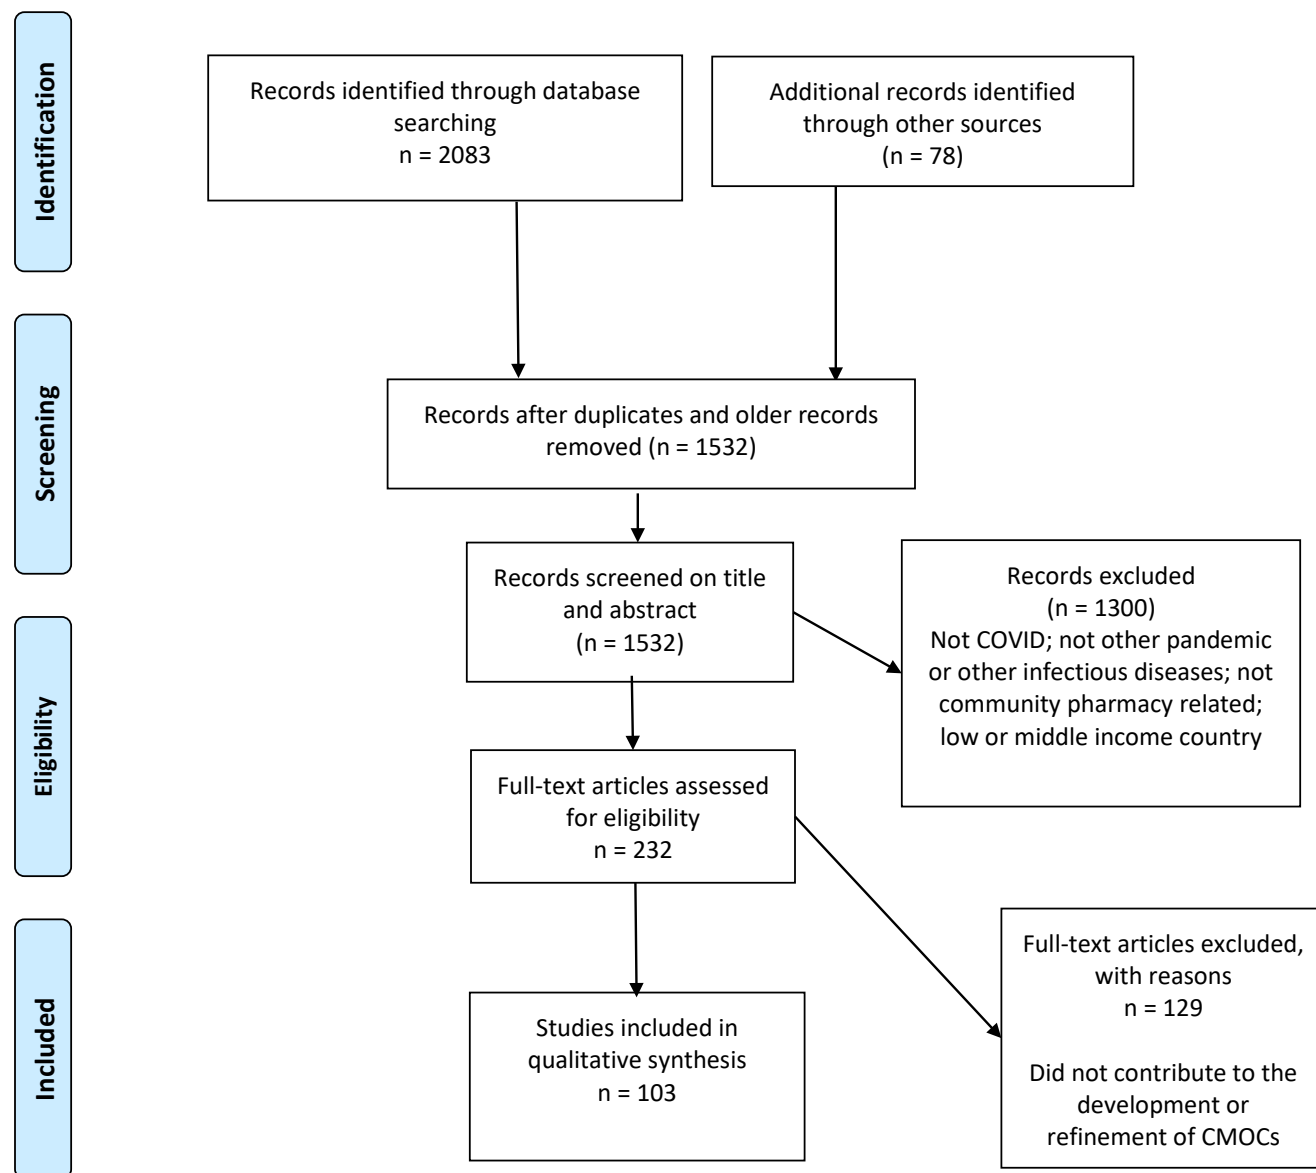 Identification
Records identified through database
searching
n = 2083
Additional records identified
through other sources
(n = 78)
Screening
Records after duplicates and older records
removed (n = 1532)
Records screened on title
and abstract
(n = 1532)
Records excluded
(n = 1300)
Not COVID; not other pandemic
or other infectious diseases; not
community pharmacy related;
low or middle income country
Eligibility
Full-text articles assessed
for eligibility
n = 232
Full-text articles excluded,
with reasons
n = 129
Did not contribute to the
development or
refinement of CMOCs
Included
Studies included in
qualitative synthesis
n = 103